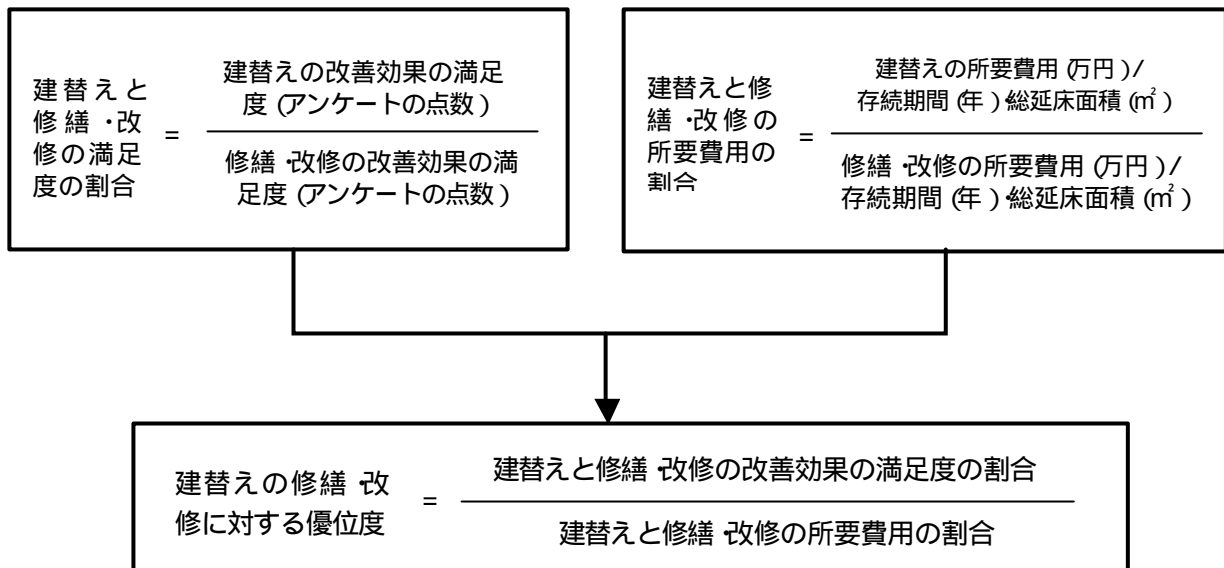 建替えと
修繕・改
修の満足
度の割合
=
建替えの改善効果の満足
度(アンケートの点数)
修繕・改修の改善効果の満
足度(アンケートの点数)
建替えと修
繕・改修の
所要費用の
割合
=
建替えの所要費用(万円)/
存続期間(年)・総延床面積(㎡)
修繕・改修の所要費用(万円)/
存続期間(年)・総延床面積(㎡)
建替えの修繕・改
修に対する優位度
=
建替えと修繕・改修の改善効果の満足度の割合
建替えと修繕・改修の所要費用の割合